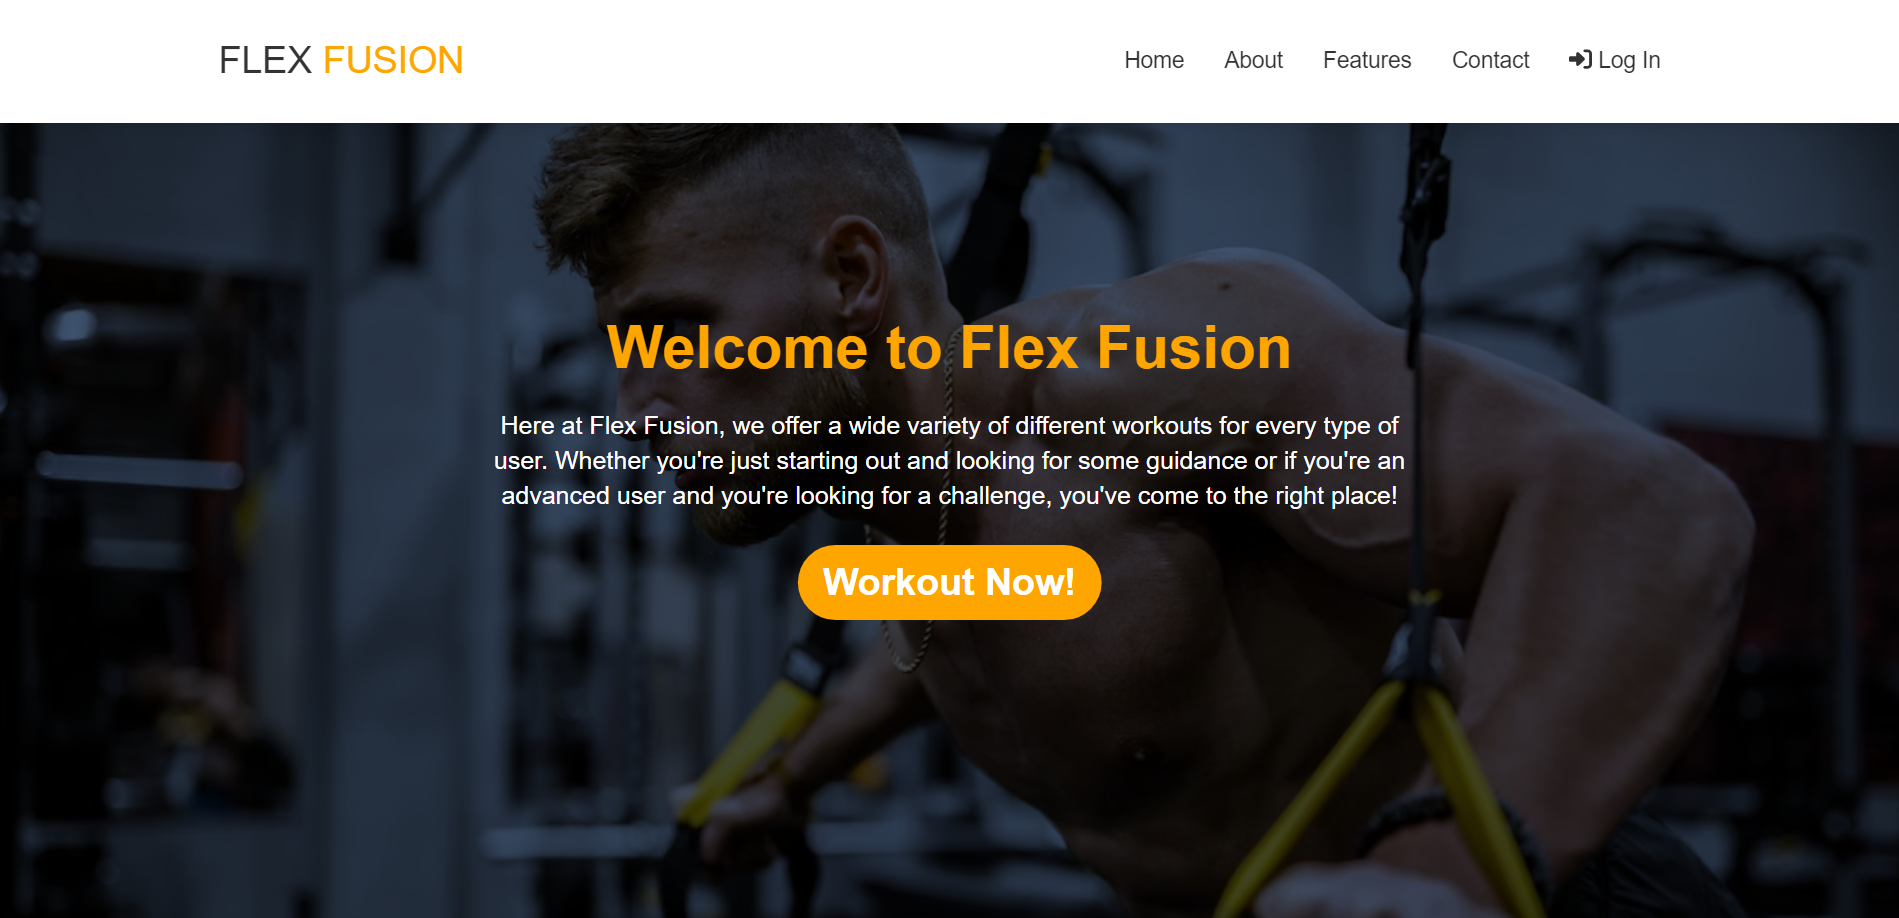 FLEX FUSION
Home
About
Features
Contact
Log In
Welcome to Flex Fusion
Here at Flex Fusion, we offer a wide variety of different workouts for every type of
user. Whether you're just starting out and looking for some guidance or if you're an
advanced user and you're looking for a challenge, you've come to the right place!
Workout Now!